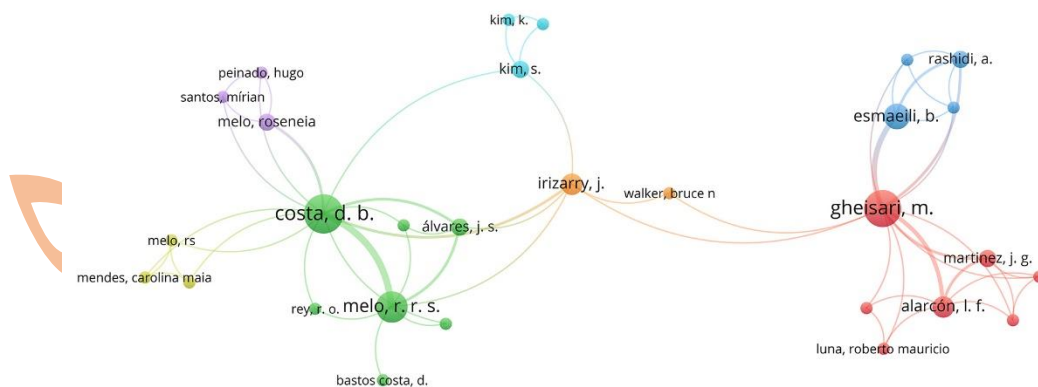 kim, k.
kim, s.
peinado, hugo
santos, mírian
melo, roseneia
rashidi, a.
esmaeili, b.
irizarry, j.
walker, bruce n
gheisari, m.
costa, d. b.
álvares, j. s.
melo, rs
mendes, carolina maia
martinez, j. g.
rey, r. o.
melo, r. r. s.
alarcón, l. f.
luna, roberto mauricio
bastos costa, d.